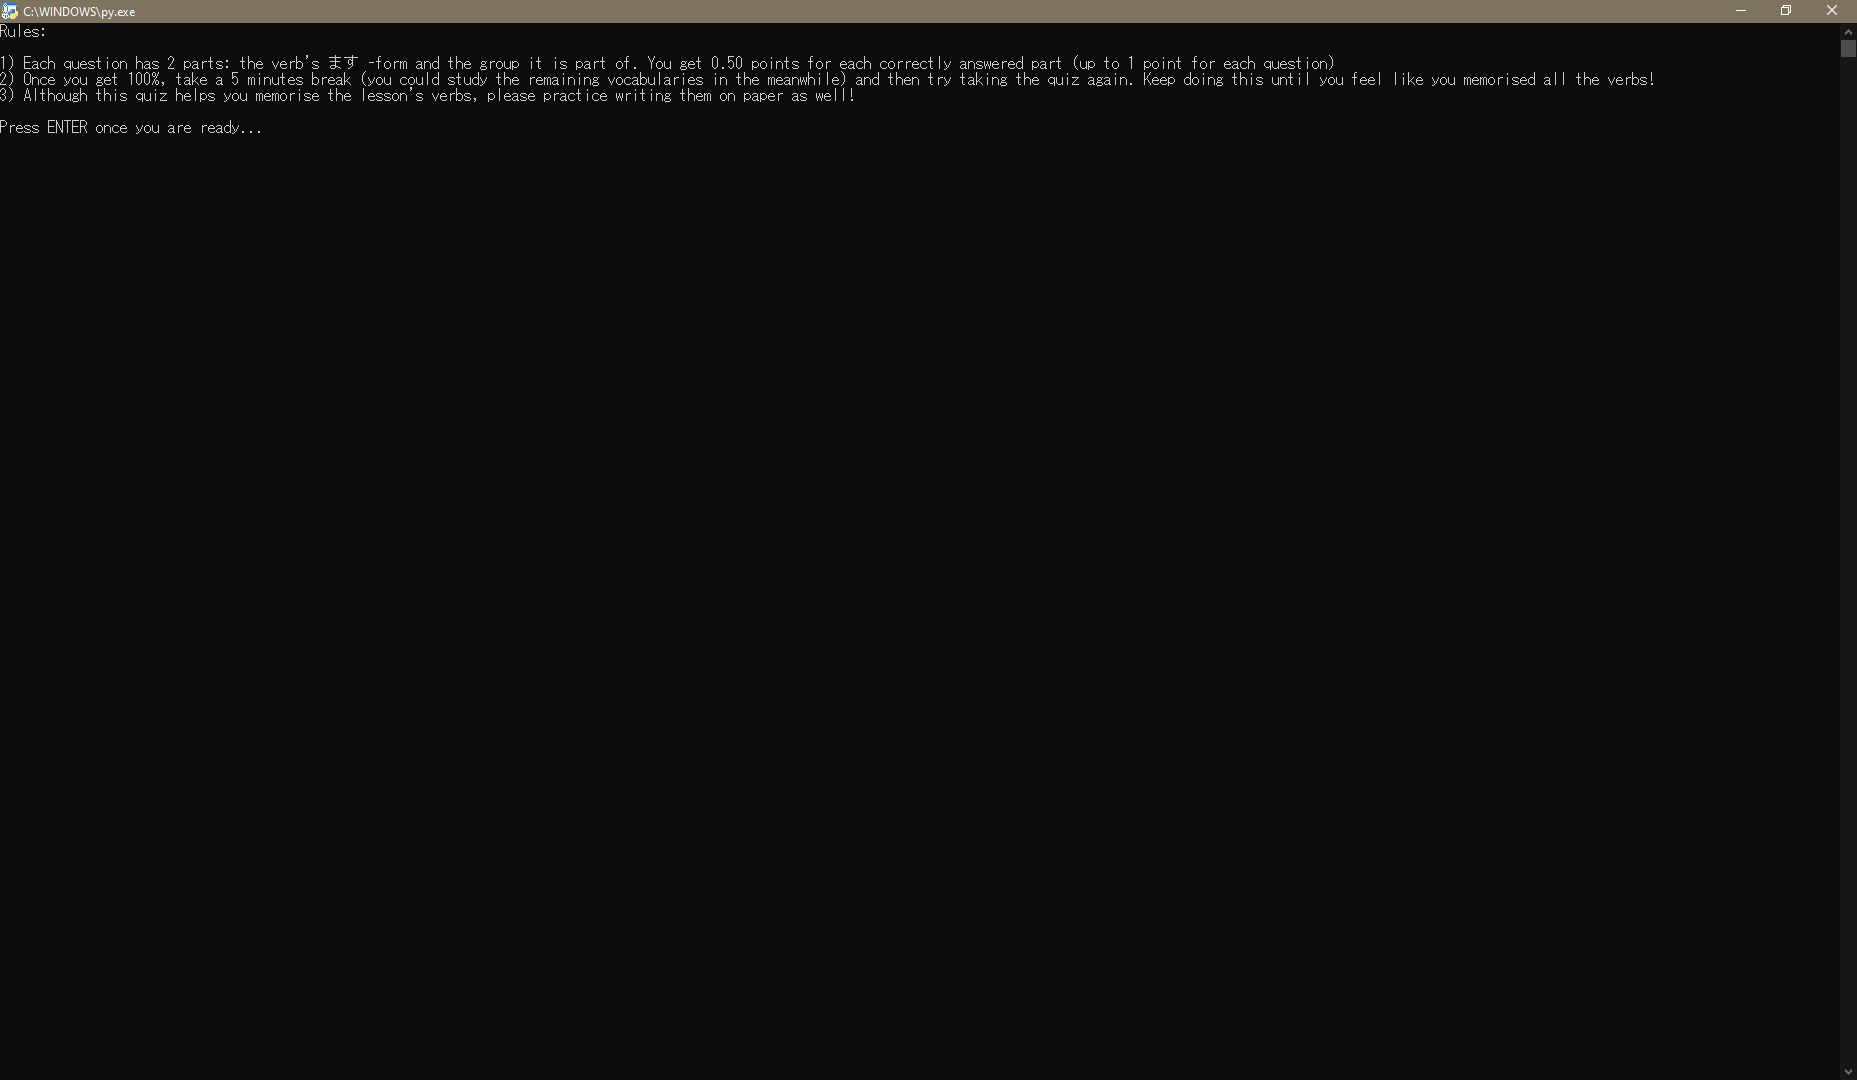 C:\WINDOWS\py.exe
Rules:
1) Each question has 2 parts: the verb's ます -form and the group it is part of. You get 0.50 points for each correctly answered part (up to 1 point for each question)
2) Once you get 100%, take a 5 minutes break (you could study the remaining vocabularies in the meanwhile) and then try taking the quiz again. Keep doing this until you feel like you memorised all the verbs!
3) Although this quiz helps you memorise the lesson's verbs, please practice writing them on paper as well!
Press ENTER once you are ready...